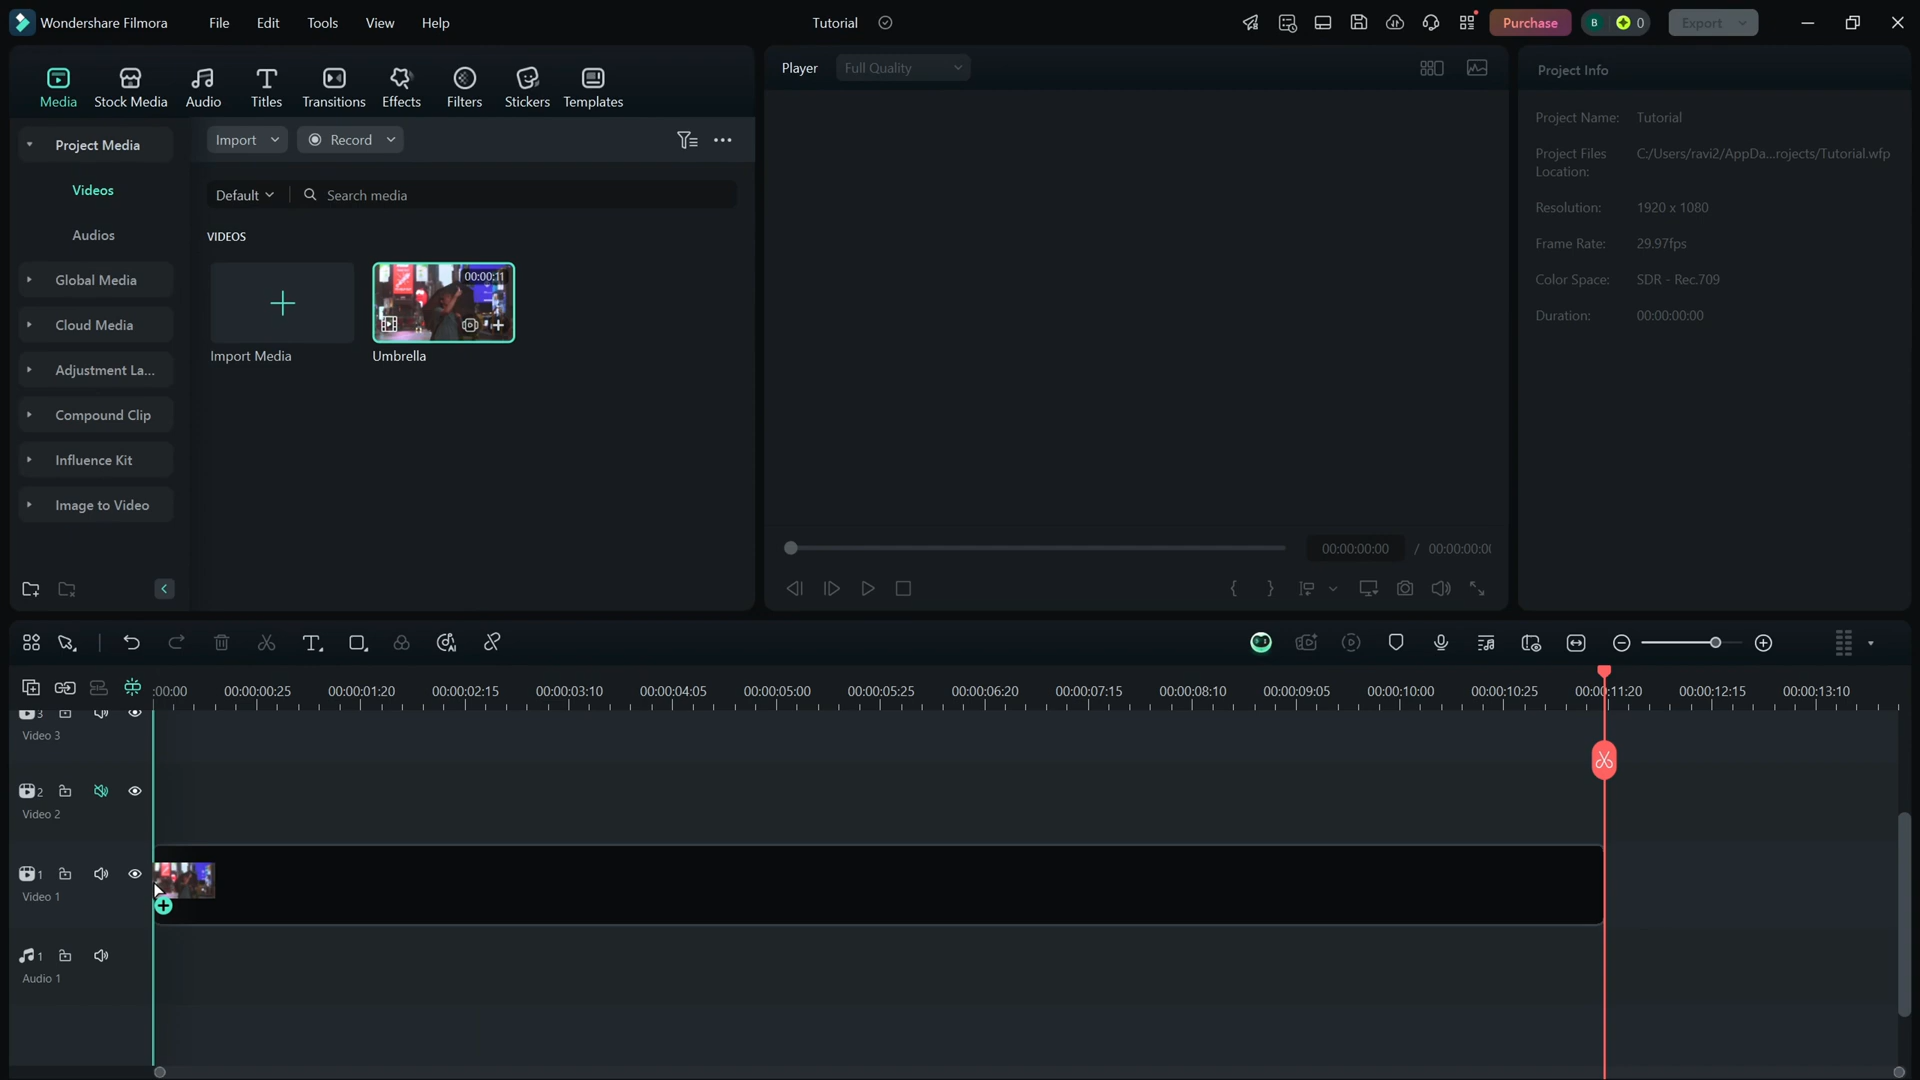 Wondershare Filmora File Edit Tools View Help Tutorial Purchase B 0 Export
Media Stock Media Audio Titles Transitions Effects Filters Stickers Templates
Project Media
Videos
Audios
Global Media
Cloud Media
Adjustment La...
Compound Clip
Influence Kit
Image to Video
Import Record
Default Search media
VIDEOS
00:00:11
Import Media Umbrella
Player Full Quality
00:00:00:00 / 00:00:00:00
Project Info
Project Name: Tutorial
Project Files Location: C:/Users/ravi2/AppDa...rojects/Tutorial.wfp
Resolution: 1920 x 1080
Frame Rate: 29.97fps
Color Space: SDR - Rec.709
Duration: 00:00:00:00
:00:00 00:00:00:25 00:00:01:20 00:00:02:15 00:00:03:10 00:00:04:05 00:00:05:00 00:00:05:25 00:00:06:20 00:00:07:15 00:00:08:10 00:00:09:05 00:00:10:00 00:00:10:25 00:00:11:20 00:00:12:15 00:00:13:10
3
Video 3
2
Video 2
1
Video 1
1
Audio 1